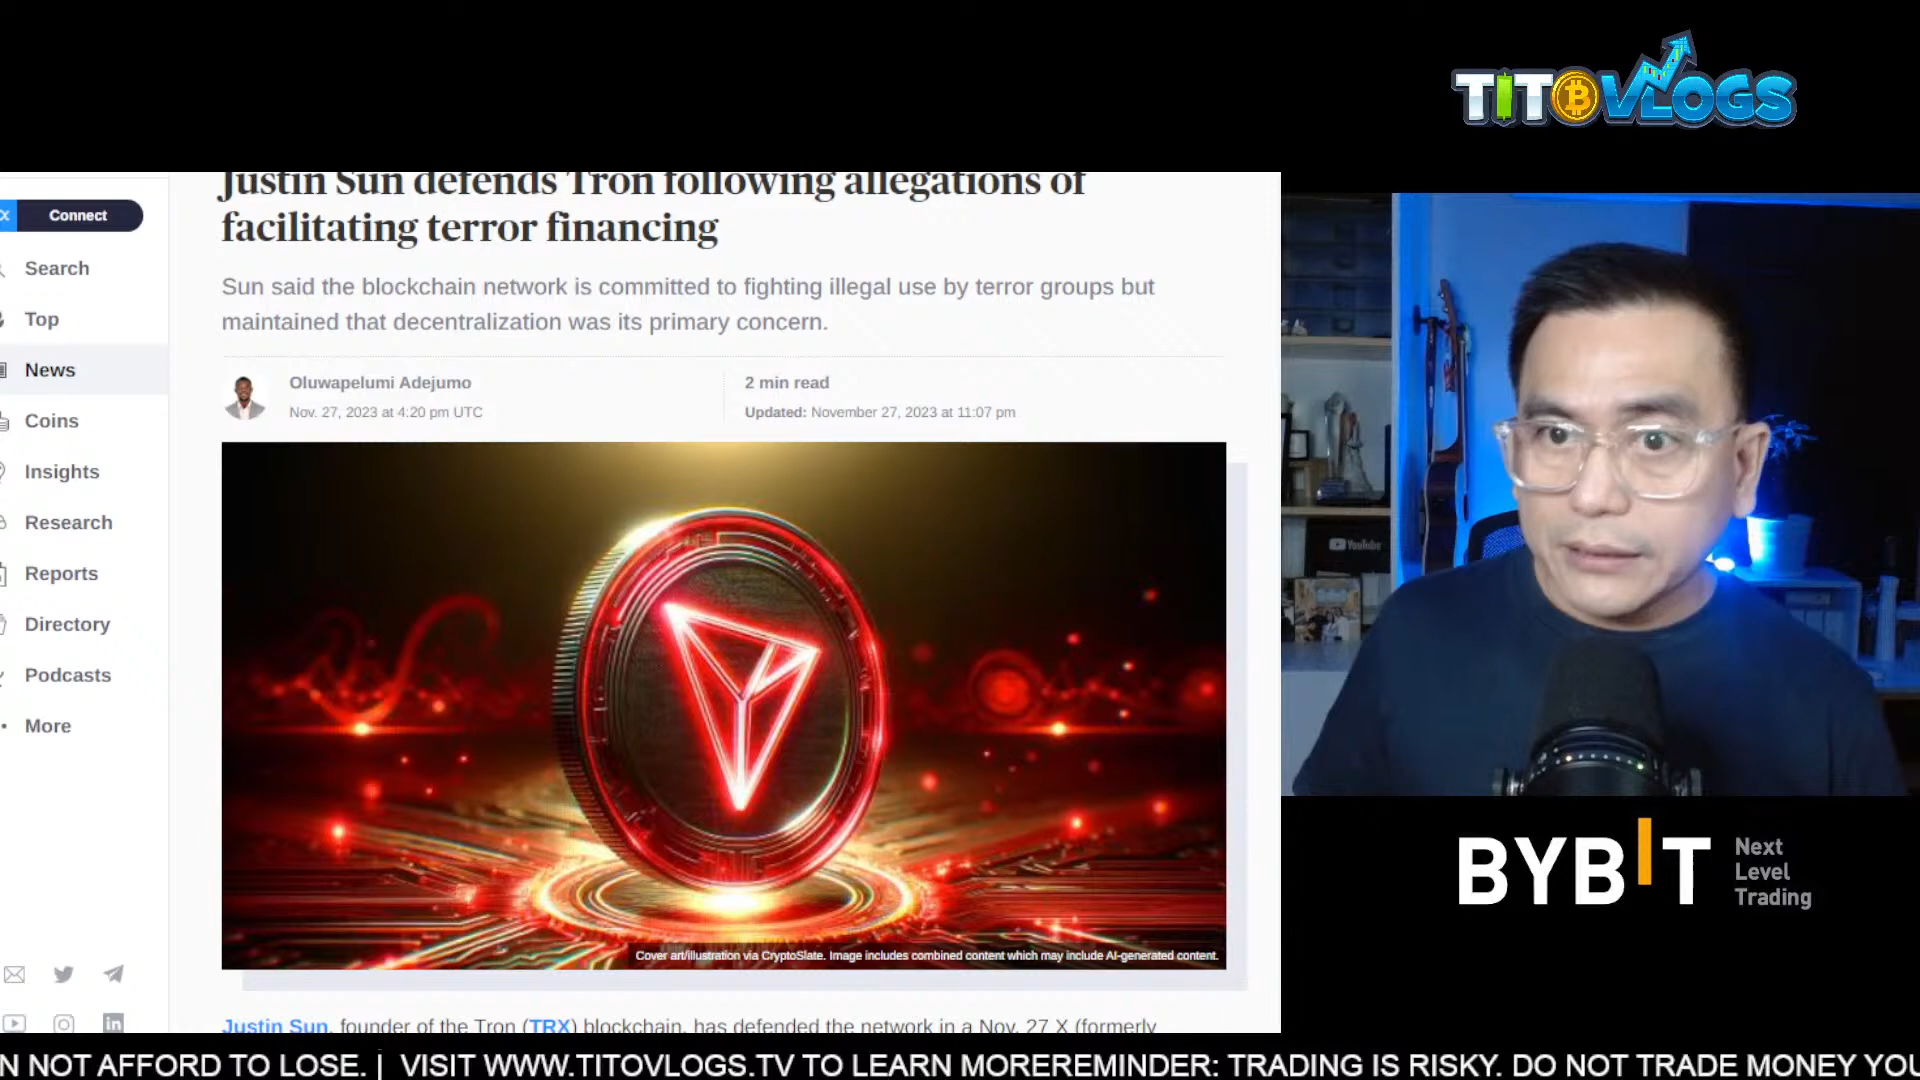 TITOVLOGS
Justin Sun defends Tron following allegations of
facilitating terror financing
Sun said the blockchain network is committed to fighting illegal use by terror groups but
maintained that decentralization was its primary concern.
Oluwapelumi Adejumo
Nov. 27, 2023 at 4:20 pm UTC
2 min read
Updated: November 27, 2023 at 11:07 pm
X Connect
Search
Top
News
Coins
Insights
Research
Reports
Directory
Podcasts
More
Cover art/illustration via CryptoSlate. Image includes combined content which may include AI-generated content.
Justin Sun, founder of the Tron (TRX) blockchain, has defended the network in a Nov. 27 X (formerly
YouTube
BYBIT
Next
Level
Trading
N NOT AFFORD TO LOSE. | VISIT WWW.TITOVLOGS.TV TO LEARN MOREREMINDER: TRADING IS RISKY. DO NOT TRADE MONEY YOU